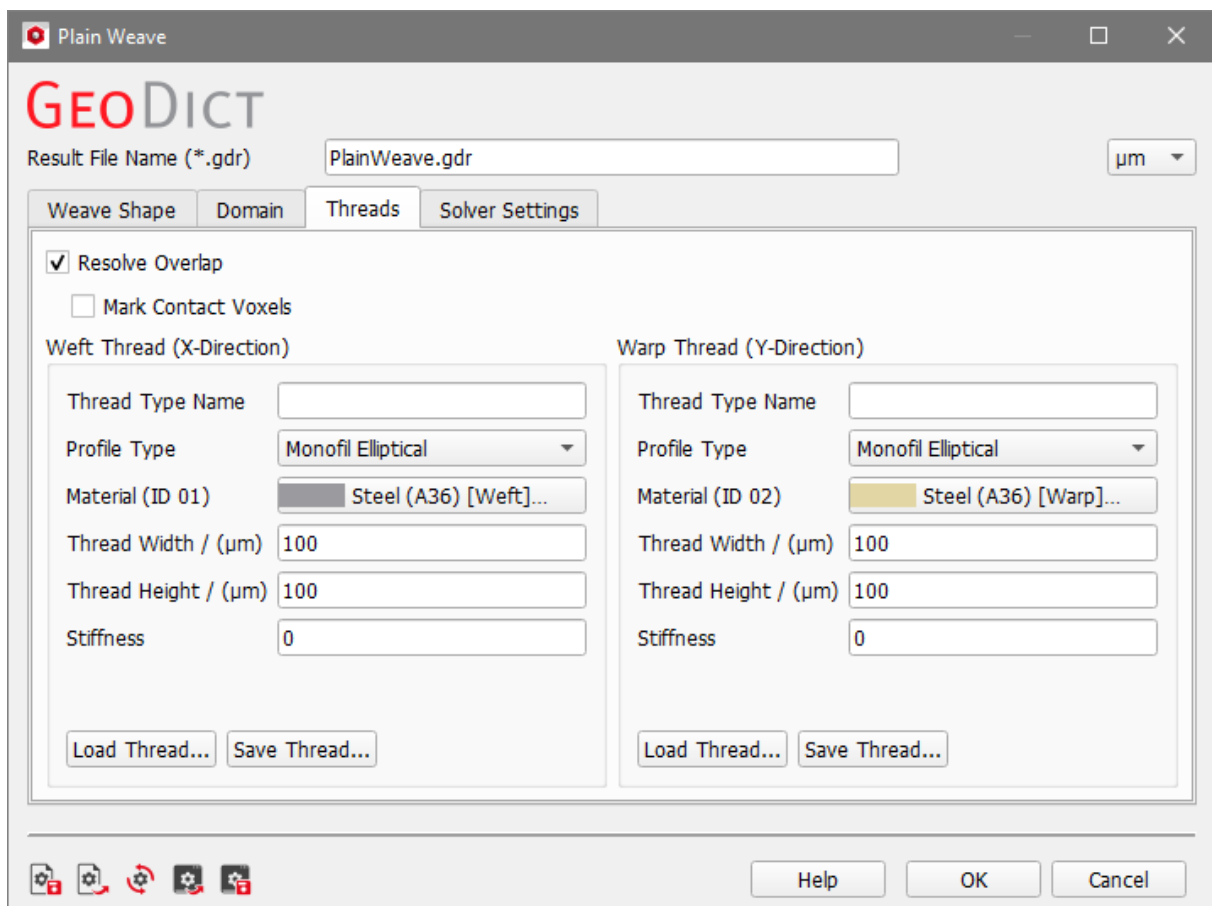 Plain Weave
GEODICT
Result File Name (*.gdr) PlainWeave.gdr µm
Weave Shape Domain Threads Solver Settings
Resolve Overlap
Mark Contact Voxels
Weft Thread (X-Direction) Warp Thread (Y-Direction)
Thread Type Name Thread Type Name
Profile Type Monofil Elliptical Profile Type Monofil Elliptical
Material (ID 01) Steel (A36) [Weft]... Material (ID 02) Steel (A36) [Warp]...
Thread Width / (µm) 100 Thread Width / (µm) 100
Thread Height / (µm) 100 Thread Height / (µm) 100
Stiffness 0 Stiffness 0
Load Thread... Save Thread... Load Thread... Save Thread...
Help OK Cancel